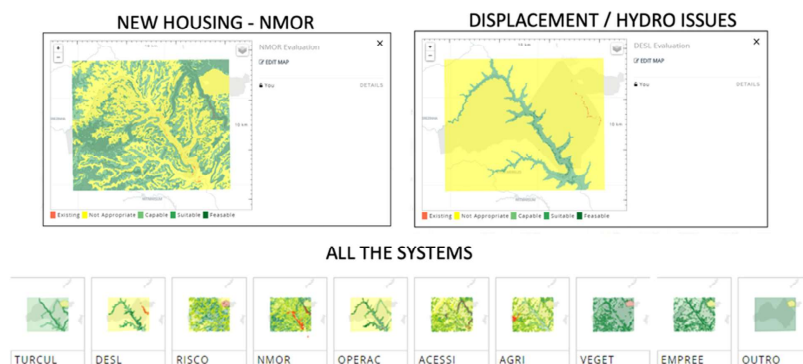 NEW HOUSING - NMOR
DISPLACEMENT / HYDRO ISSUES
NMOR Evaluation
EDIT MAP
You
DETAILS
Existing Not Appropriate Capable Suitable Feasable
DESL Evaluation
EDIT MAP
You
DETAILS
Existing Not Appropriate Capable Suitable Feasable
ALL THE SYSTEMS
TURCUL DESL RISCO NMOR OPERAC ACESSI AGRI VEGET EMPREE OUTRO